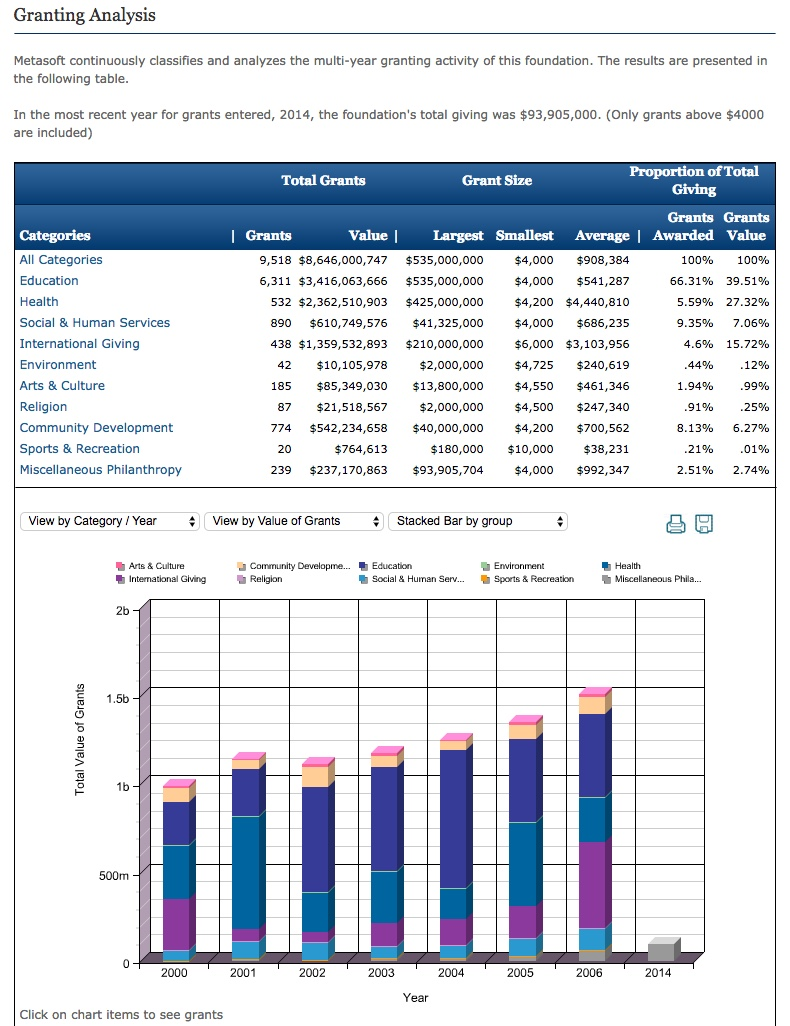 Granting Analysis
Metasoft continuously classifies and analyzes the multi-year granting activity of this foundation. The results are presented in
the following table.
In the most recent year for grants entered, 2014, the foundation's total giving was $93,905,000. (Only grants above $4000
are included)
Total Grants Grant Size Proportion of Total
Giving
Categories | Grants Value | Largest Smallest Average | Grants Awarded Grants Value
All Categories 9,518 $8,646,000,747 $535,000,000 $4,000 $908,384 100% 100%
Education 6,311 $3,416,063,666 $535,000,000 $4,000 $541,287 66.31% 39.51%
Health 532 $2,362,510,903 $425,000,000 $4,200 $4,440,810 5.59% 27.32%
Social & Human Services 890 $610,749,576 $41,325,000 $4,000 $686,235 9.35% 7.06%
International Giving 438 $1,359,532,893 $210,000,000 $6,000 $3,103,956 4.6% 15.72%
Environment 42 $10,105,978 $2,000,000 $4,725 $240,619 .44% .12%
Arts & Culture 185 $85,349,030 $13,800,000 $4,550 $461,346 1.94% .99%
Religion 87 $21,518,567 $2,000,000 $4,500 $247,340 .91% .25%
Community Development 774 $542,234,658 $40,000,000 $4,200 $700,562 8.13% 6.27%
Sports & Recreation 20 $764,613 $180,000 $10,000 $38,231 .21% .01%
Miscellaneous Philanthropy 239 $237,170,863 $93,905,704 $4,000 $992,347 2.51% 2.74%
View by Category / Year View by Value of Grants Stacked Bar by group
Arts & Culture Community Developme... Education Environment Health
International Giving Religion Social & Human Serv... Sports & Recreation Miscellaneous Phila...
2b
1.5b
1b
500m
0
Total Value of Grants
2000 2001 2002 2003 2004 2005 2006 2014
Year
Click on chart items to see grants